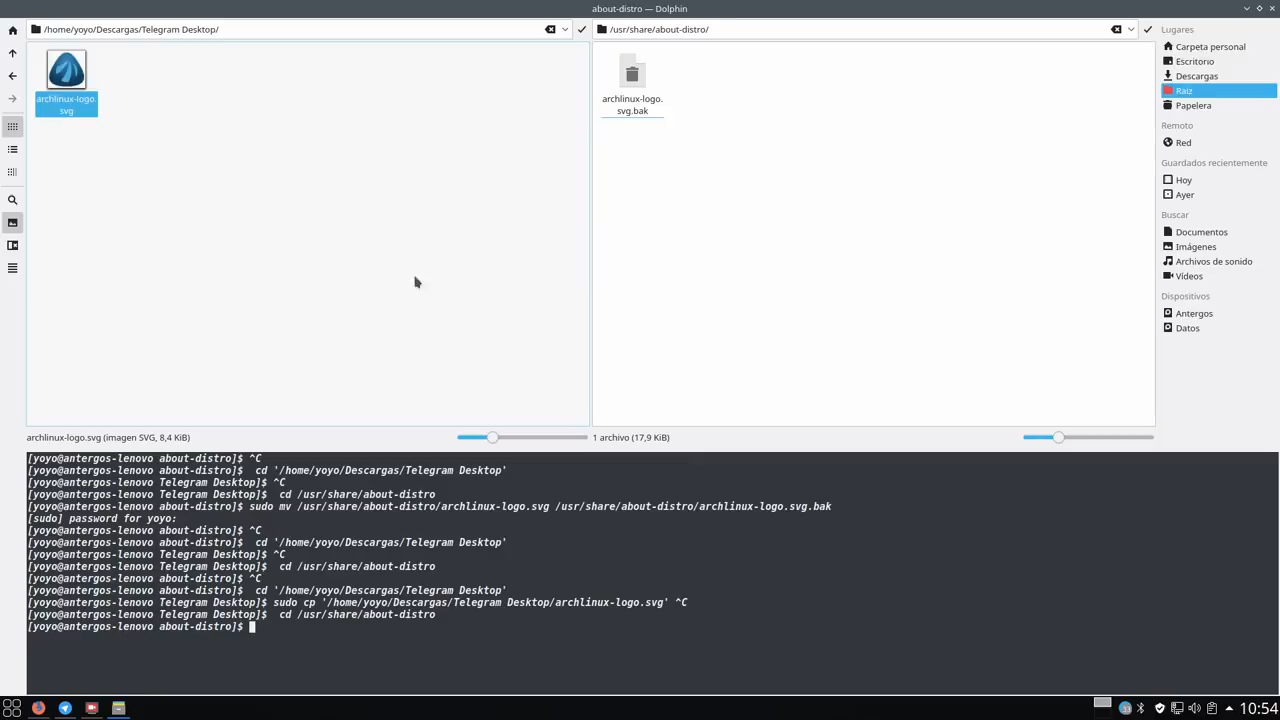 about-distro — Dolphin
/home/yoyo/Descargas/Telegram Desktop/
/usr/share/about-distro/
archlinux-logo.
svg
archlinux-logo.
svg.bak
Lugares
Carpeta personal
Escritorio
Descargas
Raíz
Papelera
Remoto
Red
Guardados recientemente
Hoy
Ayer
Buscar
Documentos
Imágenes
Archivos de sonido
Vídeos
Dispositivos
Antergos
Datos
archlinux-logo.svg (imagen SVG, 8,4 KiB)
1 archivo (17,9 KiB)
[yoyo@antergos-lenovo about-distro]$ ^C
[yoyo@antergos-lenovo about-distro]$  cd '/home/yoyo/Descargas/Telegram Desktop'
[yoyo@antergos-lenovo Telegram Desktop]$ ^C
[yoyo@antergos-lenovo Telegram Desktop]$  cd /usr/share/about-distro
[yoyo@antergos-lenovo about-distro]$ sudo mv /usr/share/about-distro/archlinux-logo.svg /usr/share/about-distro/archlinux-logo.svg.bak
[sudo] password for yoyo:
[yoyo@antergos-lenovo about-distro]$ ^C
[yoyo@antergos-lenovo about-distro]$  cd '/home/yoyo/Descargas/Telegram Desktop'
[yoyo@antergos-lenovo Telegram Desktop]$ ^C
[yoyo@antergos-lenovo Telegram Desktop]$  cd /usr/share/about-distro
[yoyo@antergos-lenovo about-distro]$ ^C
[yoyo@antergos-lenovo about-distro]$  cd '/home/yoyo/Descargas/Telegram Desktop'
[yoyo@antergos-lenovo Telegram Desktop]$ sudo cp '/home/yoyo/Descargas/Telegram Desktop/archlinux-logo.svg' ^C
[yoyo@antergos-lenovo Telegram Desktop]$  cd /usr/share/about-distro
[yoyo@antergos-lenovo about-distro]$
10:54